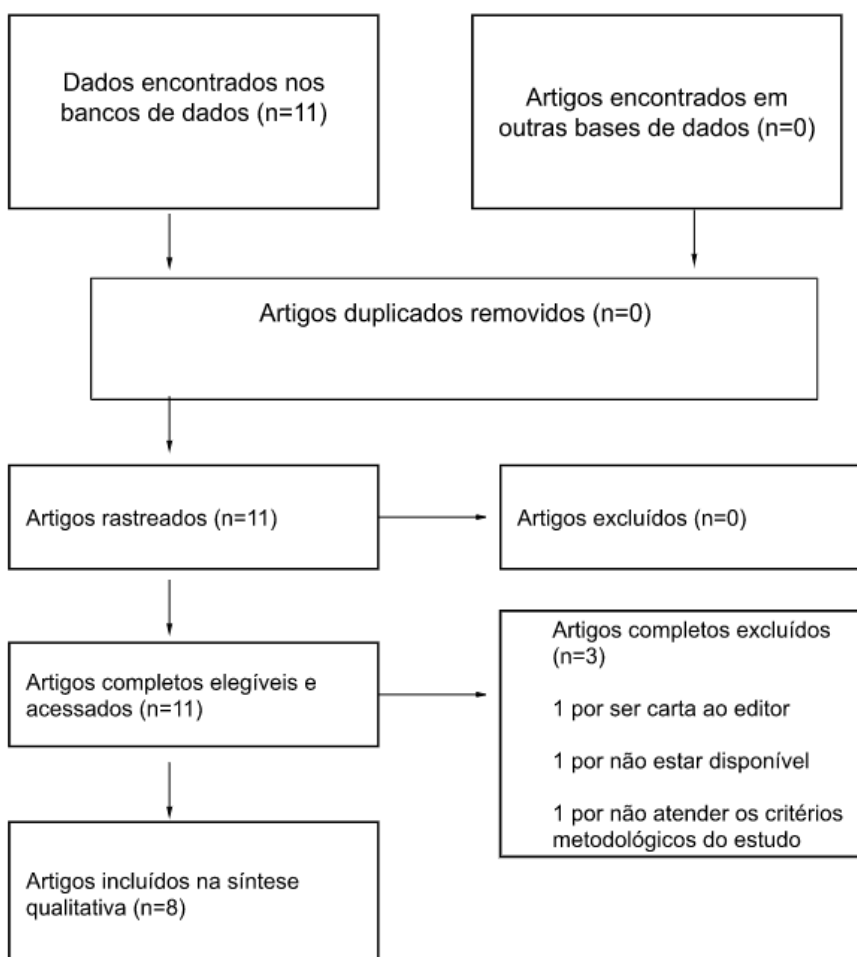 Dados encontrados nos
bancos de dados (n=11)
Artigos encontrados em
outras bases de dados (n=0)
Artigos duplicados removidos (n=0)
Artigos rastreados (n=11)
Artigos excluídos (n=0)
Artigos completos elegíveis e
acessados (n=11)
Artigos completos excluídos
(n=3)
1 por ser carta ao editor
1 por não estar disponível
1 por não atender os critérios
metodológicos do estudo
Artigos incluídos na síntese
qualitativa (n=8)